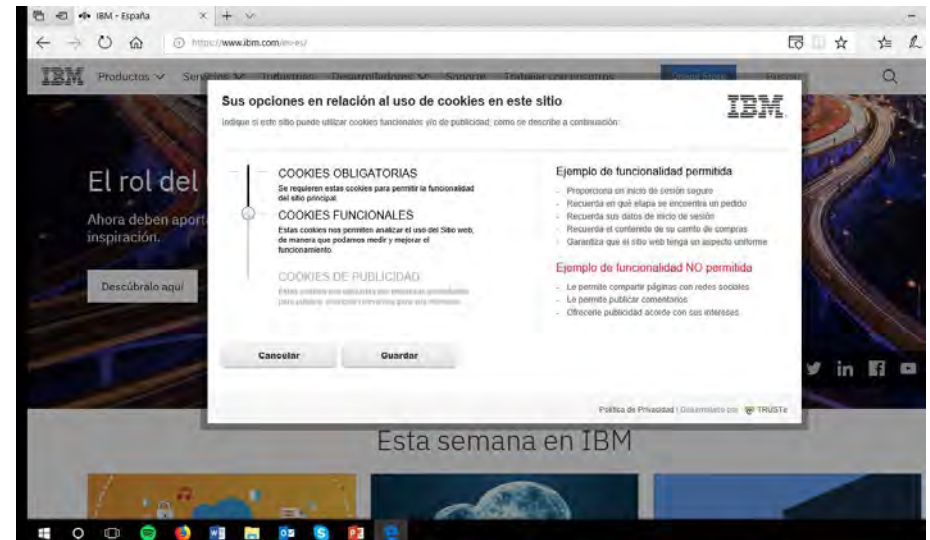 IBM - España
https://www.ibm.com/es-es/
IBM
Productos
Servicios
Industrias
Desarrolladores
Soporte
Trabajar con nosotros
Buscar
El rol del
Ahora deben aport
inspiración.
Descúbralo aquí
Sus opciones en relación al uso de cookies en este sitio
IBM
Indique si este sitio puede utilizar cookies funcionales y/o de publicidad, como se describe a continuación:
COOKIES OBLIGATORIAS
Se requieren estas cookies para permitir la funcionalidad
del sitio principal.
COOKIES FUNCIONALES
Estas cookies nos permiten analizar el uso del Sitio web,
de manera que podamos medir y mejorar el
funcionamiento.
COOKIES DE PUBLICIDAD
Ejemplo de funcionalidad permitida
- Proporciona un inicio de sesión seguro
- Recuerda en qué etapa se encuentra un pedido
- Recuerda sus datos de inicio de sesión
- Recuerda el contenido de su carrito de compras
- Garantiza que el sitio web tenga un aspecto uniforme
Ejemplo de funcionalidad NO permitida
- Le permite compartir páginas con redes sociales
- Le permite publicar comentarios
- Ofrecerle publicidad acorde con sus intereses.
Cancelar
Guardar
Política de Privacidad | Desarrollado por TRUSTe
Esta semana en IBM